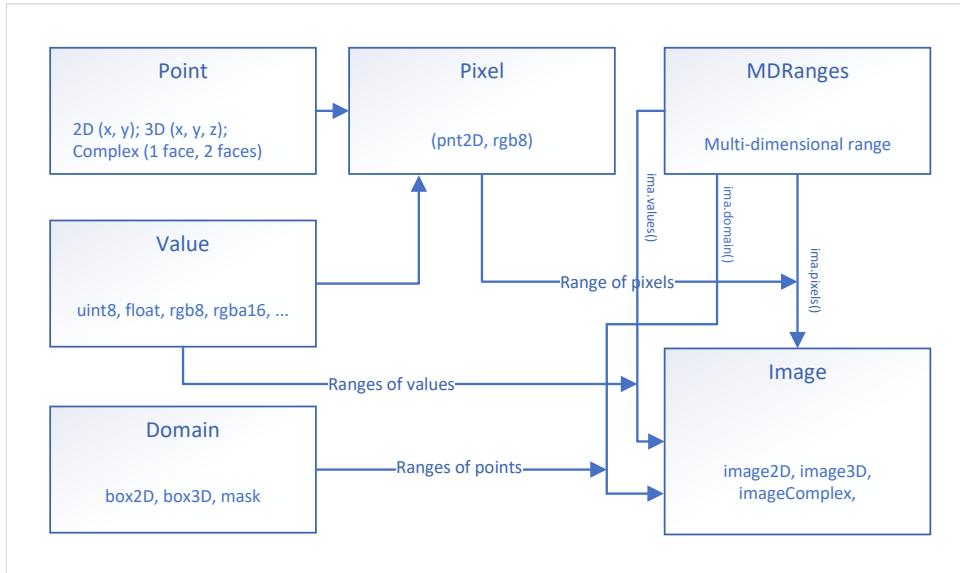 Point
2D (x, y); 3D (x, y, z);
Complex (1 face, 2 faces)
Pixel
(pnt2D, rgb8)
MDRanges
Multi-dimensional range
ima.values()
ima.domain()
ima.pixels()
Value
uint8, float, rgb8, rgba16, ...
Range of pixels
Ranges of values
Domain
box2D, box3D, mask
Ranges of points
Image
image2D, image3D,
imageComplex,